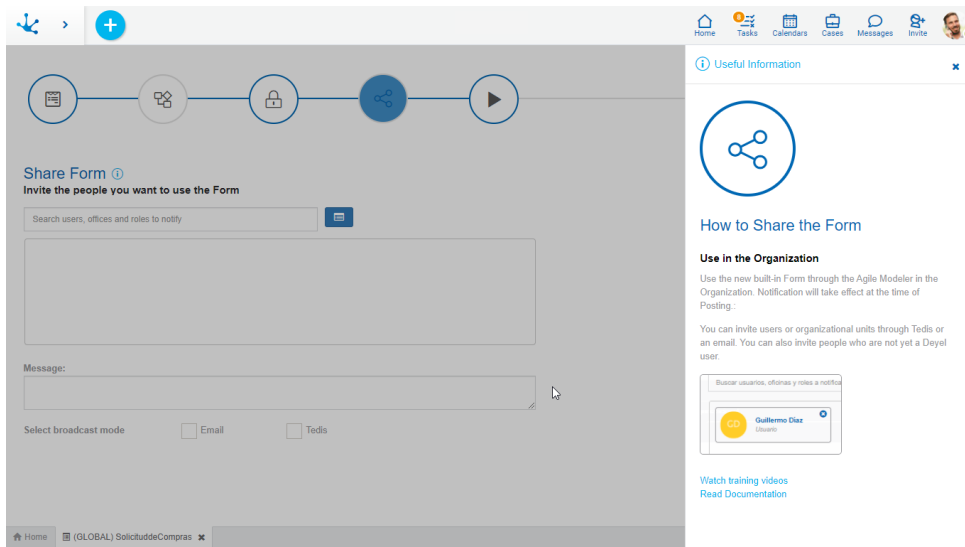 Home
8
Tasks
Calendars
Cases
Messages
Invite
Share Form
Invite the people you want to use the Form
Search users, offices and roles to notify
Message:
Select broadcast mode
Email
Tedis
Home
(GLOBAL) SolicituddeCompras
Useful Information
How to Share the Form
Use in the Organization
Use the new built-in Form through the Agile Modeler in the
Organization. Notification will take effect at the time of
Posting.:
You can invite users or organizational units through Tedis or
an email. You can also invite people who are not yet a Deyel
user.
Buscar usuarios, oficinas y roles a notifica
GD
Guillermo Diaz
Usuario
Watch training videos
Read Documentation